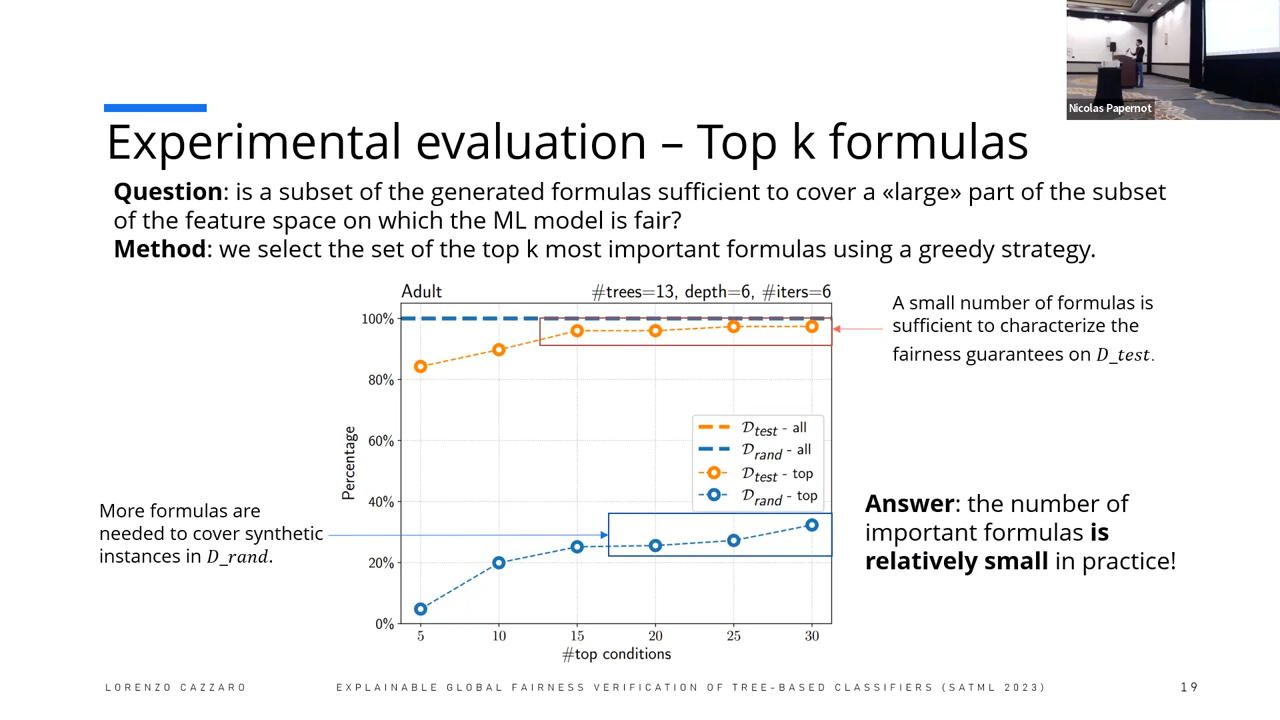 Nicolas Papernot
Experimental evaluation – Top k formulas
Question: is a subset of the generated formulas sufficient to cover a «large» part of the subset
of the feature space on which the ML model is fair?
Method: we select the set of the top k most important formulas using a greedy strategy.
Adult
#trees=13, depth=6, #iters=6
100%
80%
60%
40%
20%
0%
Percentage
5 10 15 20 25 30
#top conditions
D_test - all
D_rand - all
D_test - top
D_rand - top
A small number of formulas is
sufficient to characterize the
fairness guarantees on D_test.
More formulas are
needed to cover synthetic
instances in D_rand.
Answer: the number of
important formulas is
relatively small in practice!
LORENZO CAZZARO
EXPLAINABLE GLOBAL FAIRNESS VERIFICATION OF TREE-BASED CLASSIFIERS (SATML 2023)
19